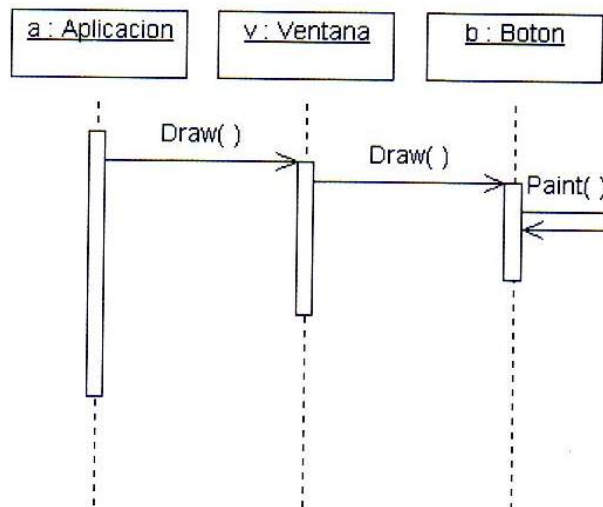 a : Aplicacion
v : Ventana
b : Boton
Draw( )
Draw( )
Paint( )